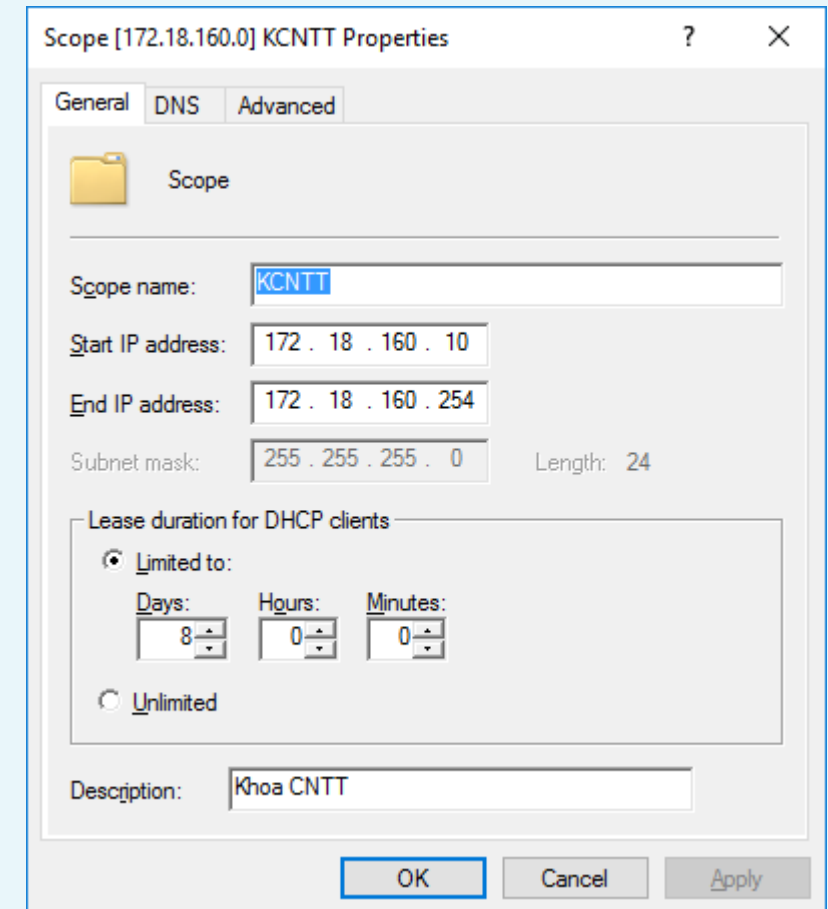 Scope [172.18.160.0] KCNTT Properties ? ×
General DNS Advanced
Scope
Scope name: KCNTT
Start IP address: 172 . 18 . 160 . 10
End IP address: 172 . 18 . 160 . 254
Subnet mask: 255 . 255 . 255 . 0 Length: 24
Lease duration for DHCP clients
Limited to:
Days: Hours: Minutes:
8 0 0
Unlimited
Description: Khoa CNTT
OK Cancel Apply